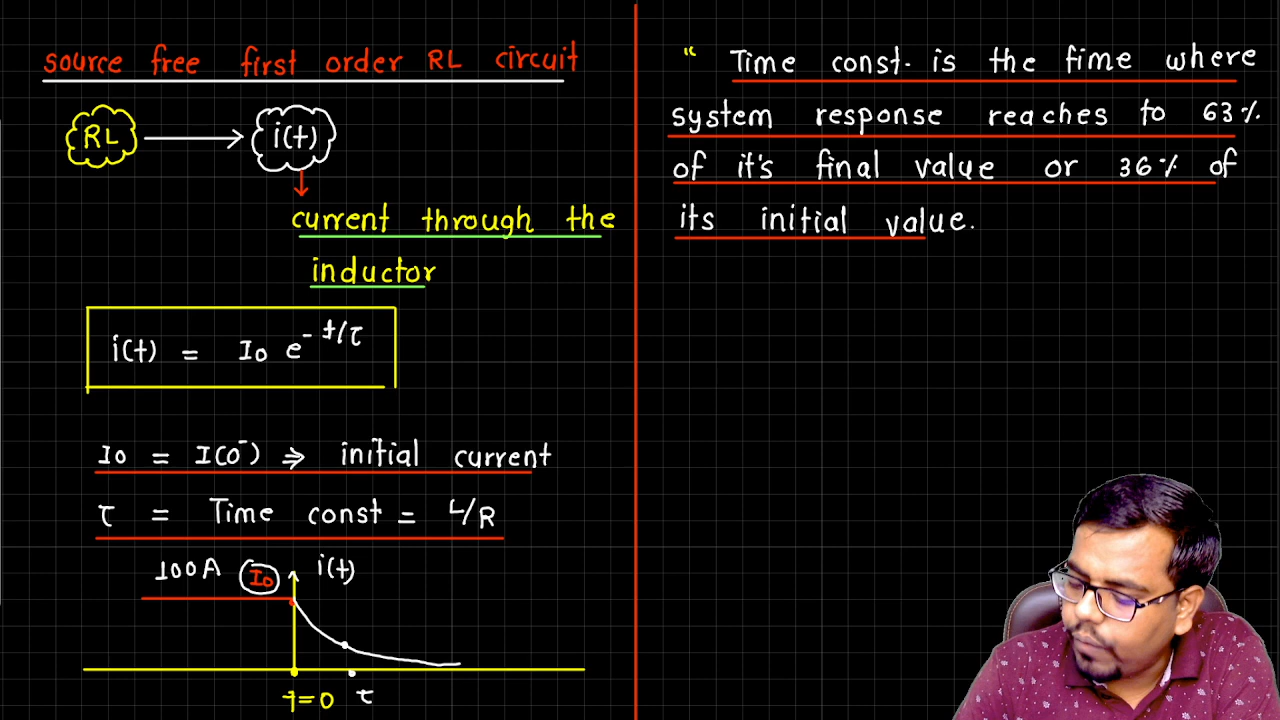 source free first order RL circuit
RL
i(t)
current through the
inductor
i(t) = I0 e^-t/τ
I0 = I(0^-) ⇒ initial current
τ = Time const = L/R
100A I0 i(t)
t=0 τ
“ Time const. is the fime where
system response reaches to 63%
of it's final value or 36% of
its initial value.